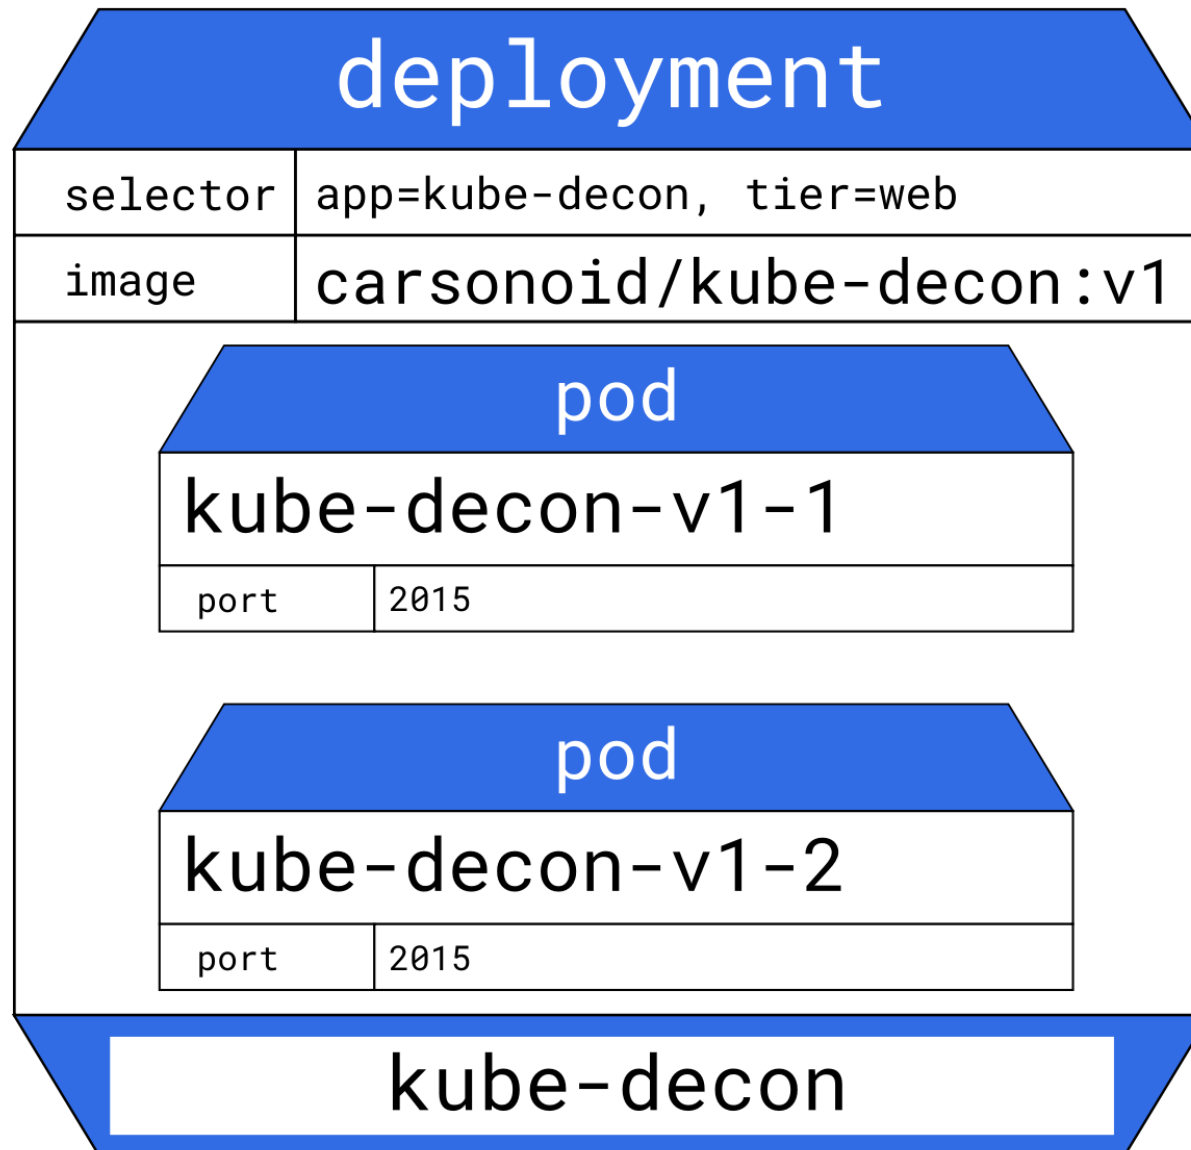 deployment
selector app=kube-decon, tier=web
image carsonoid/kube-decon:v1
pod
kube-decon-v1-1
port 2015
pod
kube-decon-v1-2
port 2015
kube-decon